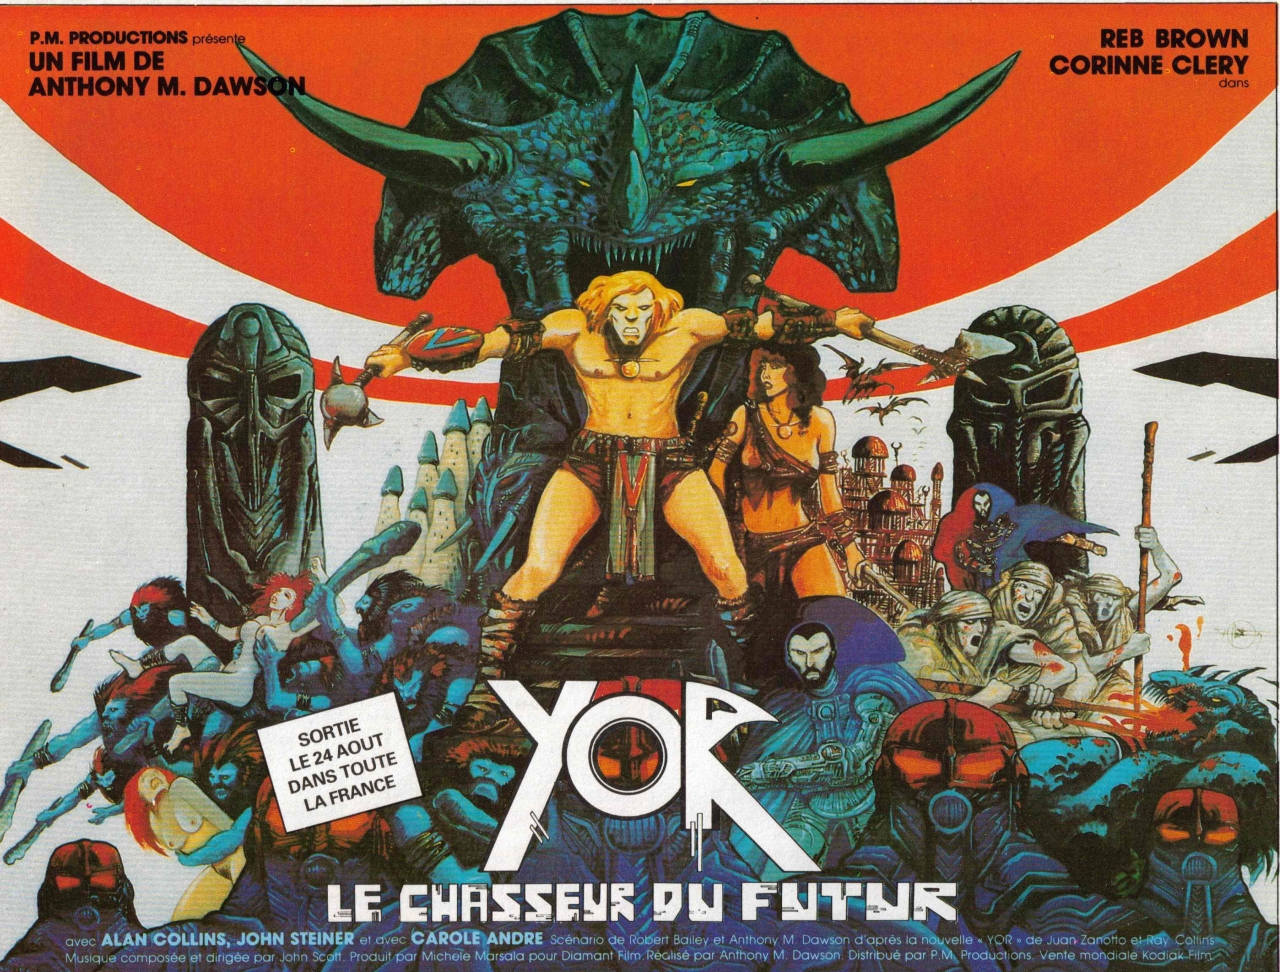 P.M. PRODUCTIONS présente
UN FILM DE
ANTHONY M. DAWSON
REB BROWN
CORINNE CLERY
dans
SORTIE
LE 24 AOUT
DANS TOUTE
LA FRANCE
YOR
LE CHASSEUR DU FUTUR
avec ALAN COLLINS, JOHN STEINER et avec CAROLE ANDRE Scénario de Robert Bailey et Anthony M. Dawson d'après la nouvelle « YOR » de Juan Zanotto et Ray Collins
Musique composée et dirigée par John Scott. Produit par Michele Marsala pour Diamant Film. Réalisé par Anthony M. Dawson. Distribué par P.M. Productions. Vente mondiale Kodiak Film.